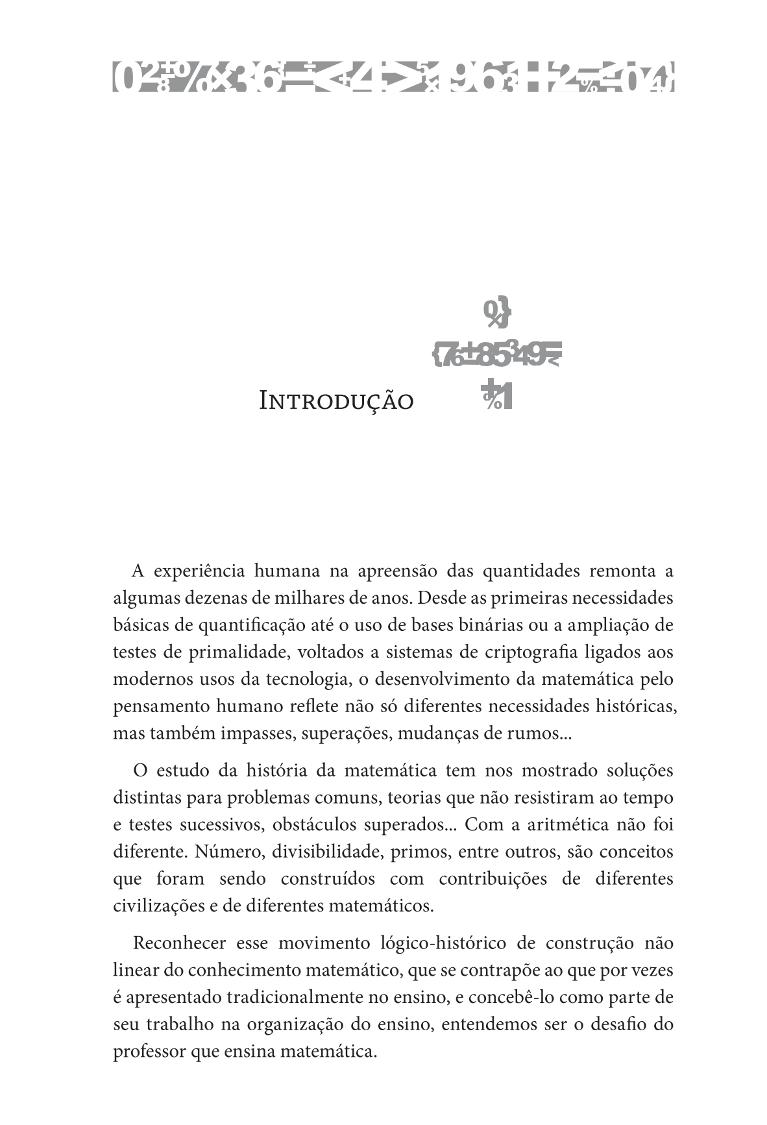 Introdução
A experiência humana na apreensão das quantidades remonta a
algumas dezenas de milhares de anos. Desde as primeiras necessidades
básicas de quantificação até o uso de bases binárias ou a ampliação de
testes de primalidade, voltados a sistemas de criptografia ligados aos
modernos usos da tecnologia, o desenvolvimento da matemática pelo
pensamento humano reflete não só diferentes necessidades históricas,
mas também impasses, superações, mudanças de rumos...
O estudo da história da matemática tem nos mostrado soluções
distintas para problemas comuns, teorias que não resistiram ao tempo
e testes sucessivos, obstáculos superados... Com a aritmética não foi
diferente. Número, divisibilidade, primos, entre outros, são conceitos
que foram sendo construídos com contribuições de diferentes
civilizações e de diferentes matemáticos.
Reconhecer esse movimento lógico-histórico de construção não
linear do conhecimento matemático, que se contrapõe ao que por vezes
é apresentado tradicionalmente no ensino, e concebê-lo como parte de
seu trabalho na organização do ensino, entendemos ser o desafio do
professor que ensina matemática.